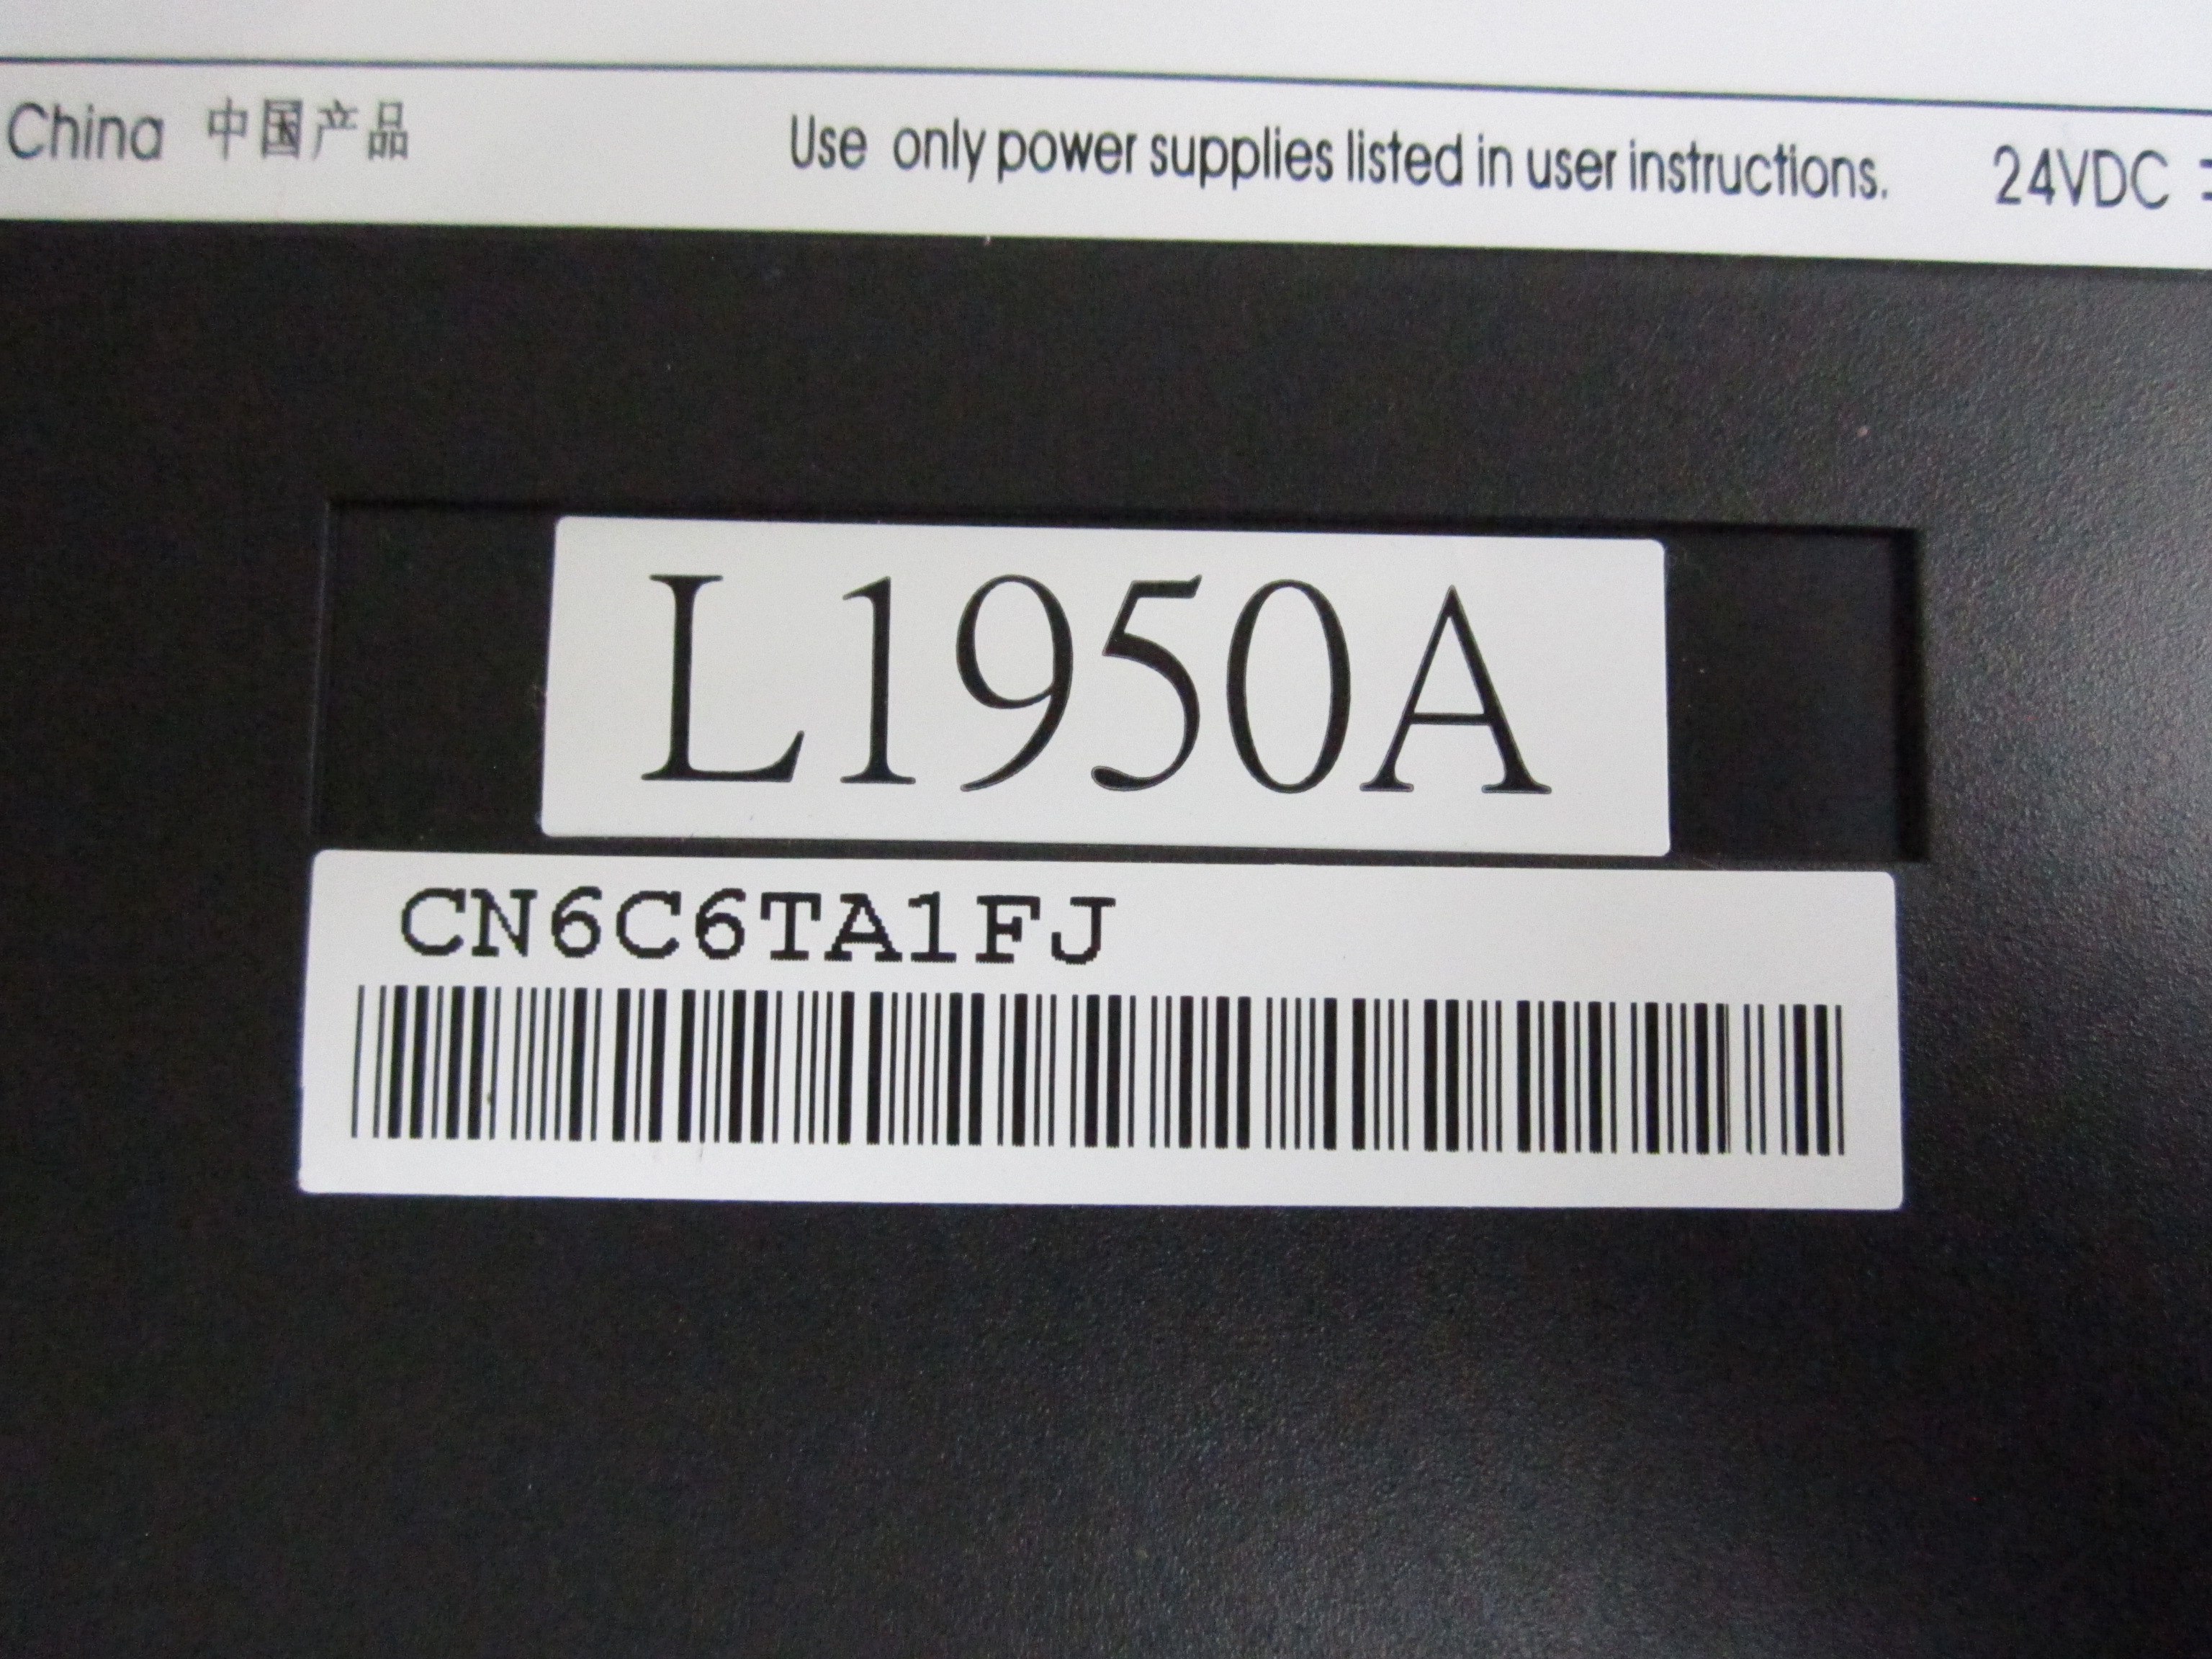 China 中国产品 Use only power supplies listed in user instructions. 24VDC
L1950A
CN6C6TA1FJ